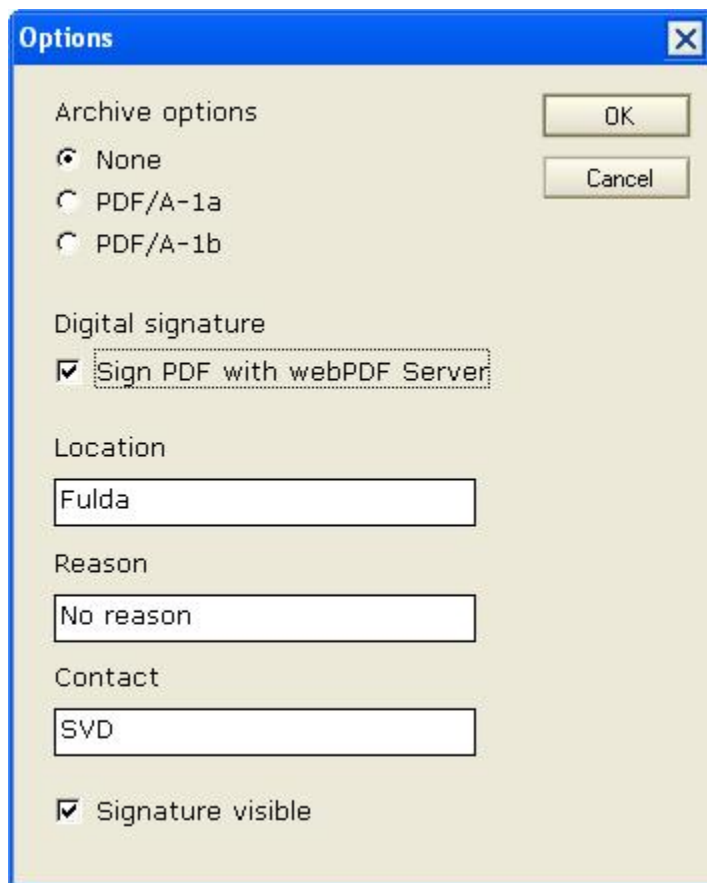 Options
Archive options
OK
None
Cancel
PDF/A-1a
PDF/A-1b
Digital signature
Sign PDF with webPDF Server
Location
Fulda
Reason
No reason
Contact
SVD
Signature visible